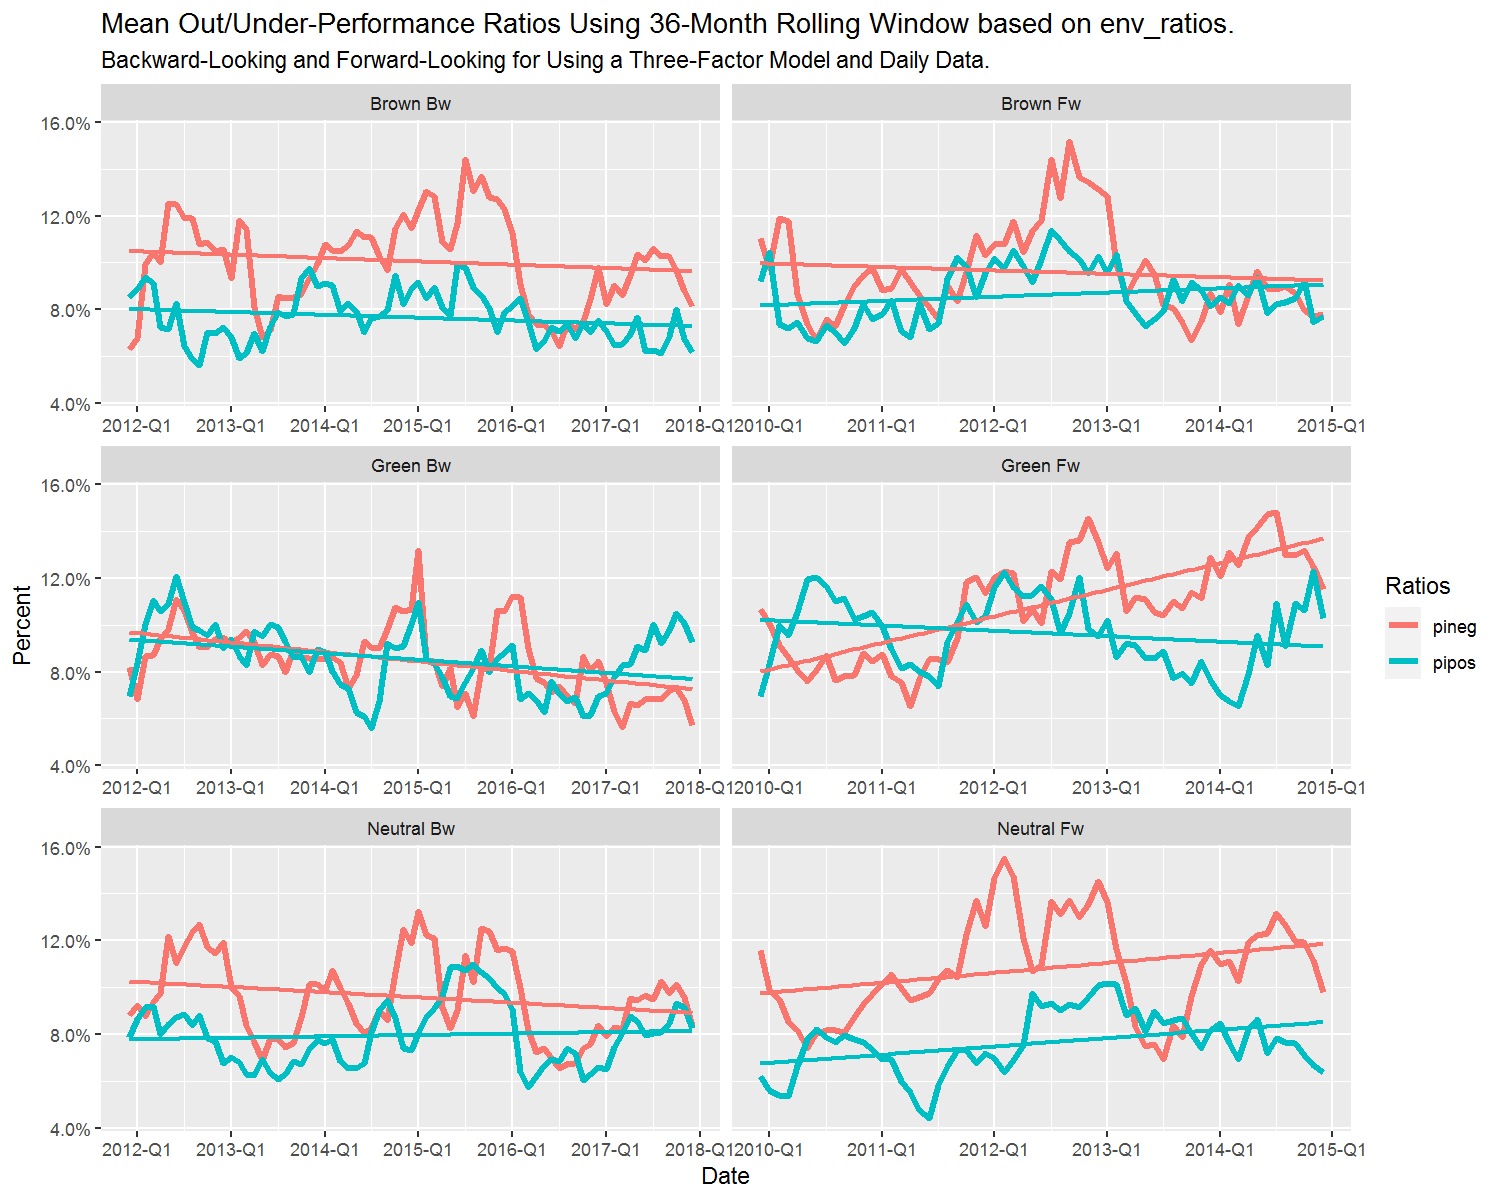 Mean Out/Under-Performance Ratios Using 36-Month Rolling Window based on env_ratios.
Backward-Looking and Forward-Looking for Using a Three-Factor Model and Daily Data.
Brown Bw
Brown Fw
16.0%
12.0%
8.0%
4.0%
2012-Q1 2013-Q1 2014-Q1 2015-Q1 2016-Q1 2017-Q1 2018-Q1
2010-Q1 2011-Q1 2012-Q1 2013-Q1 2014-Q1 2015-Q1
Green Bw
Green Fw
16.0%
12.0%
8.0%
4.0%
2012-Q1 2013-Q1 2014-Q1 2015-Q1 2016-Q1 2017-Q1 2018-Q1
2010-Q1 2011-Q1 2012-Q1 2013-Q1 2014-Q1 2015-Q1
Neutral Bw
Neutral Fw
16.0%
12.0%
8.0%
4.0%
2012-Q1 2013-Q1 2014-Q1 2015-Q1 2016-Q1 2017-Q1 2018-Q1
2010-Q1 2011-Q1 2012-Q1 2013-Q1 2014-Q1 2015-Q1
Percent
Date
Ratios
pineg
pipos